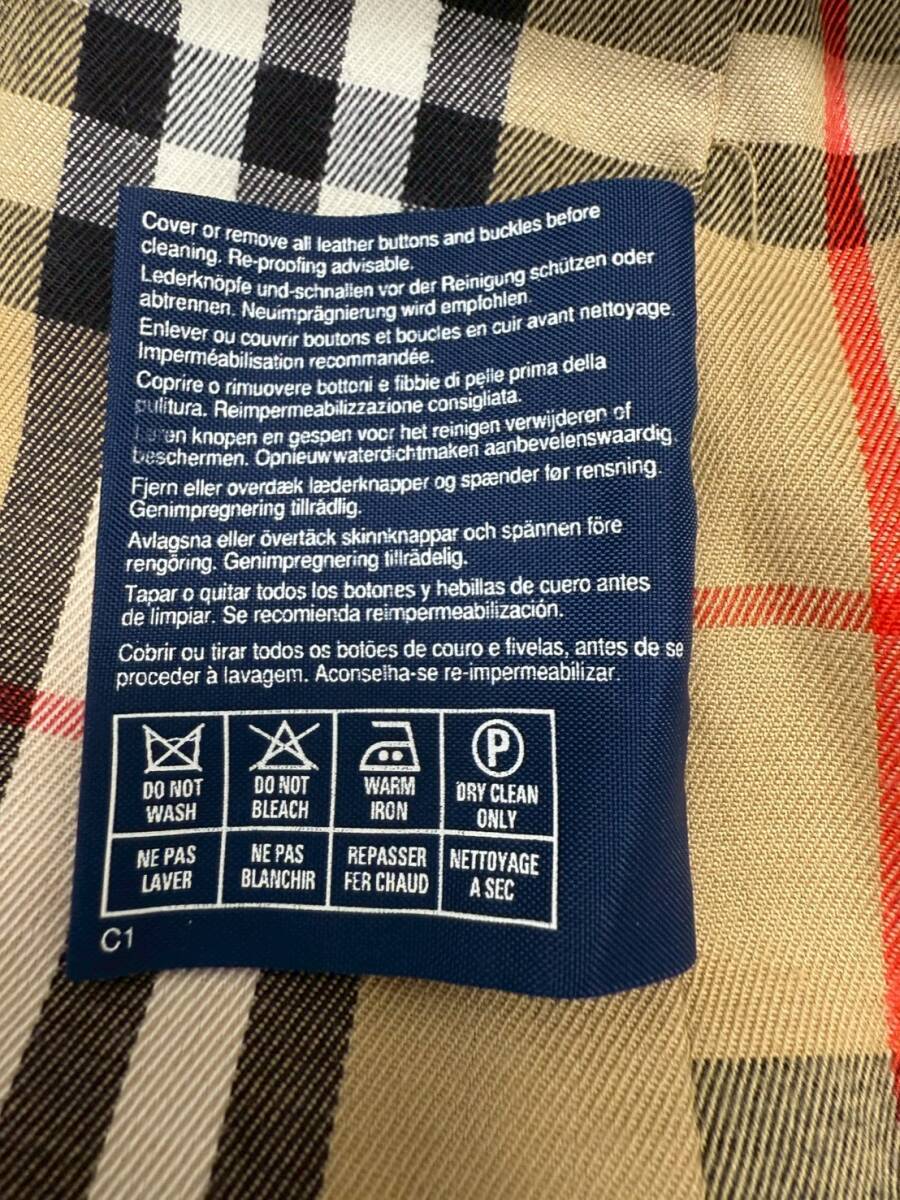 Cover or remove all leather buttons and buckles before
cleaning. Re-proofing advisable.
Lederknöpfe und-schnallen vor der Reinigung schützen oder
abtrennen. Neuimprägnierung wird empfohlen.
Enlever ou couvrir boutons et boucles en cuir avant nettoyage.
Imperméabilisation recommandée.
Coprire o rimuovere bottoni e fibbie di pelle prima della
pulitura. Reimpermeabilizzazione consigliata.
knopen en gespen voor het reinigen verwijderen of
beschermen. Opnieuw waterdichtmaken aanbevelenswaardig.
Fjern eller overdæk læderknapper og spænder før rensning.
Genimpregnering tillrådlig.
Avlagsna eller övertäck skinnknappar och spännen före
rengöring. Genimpregnering tillrådelig.
Tapar o quitar todos los botones y hebillas de cuero antes
de limpiar. Se recomienda reimpermeabilización.
Cobrir ou tirar todos os botões de couro e fivelas, antes de se
proceder à lavagem. Aconselha-se re-impermeabilizar.
P
DO NOT WASH
DO NOT BLEACH
WARM IRON
DRY CLEAN ONLY
NE PAS LAVER
NE PAS BLANCHIR
REPASSER FER CHAUD
NETTOYAGE A SEC
C1